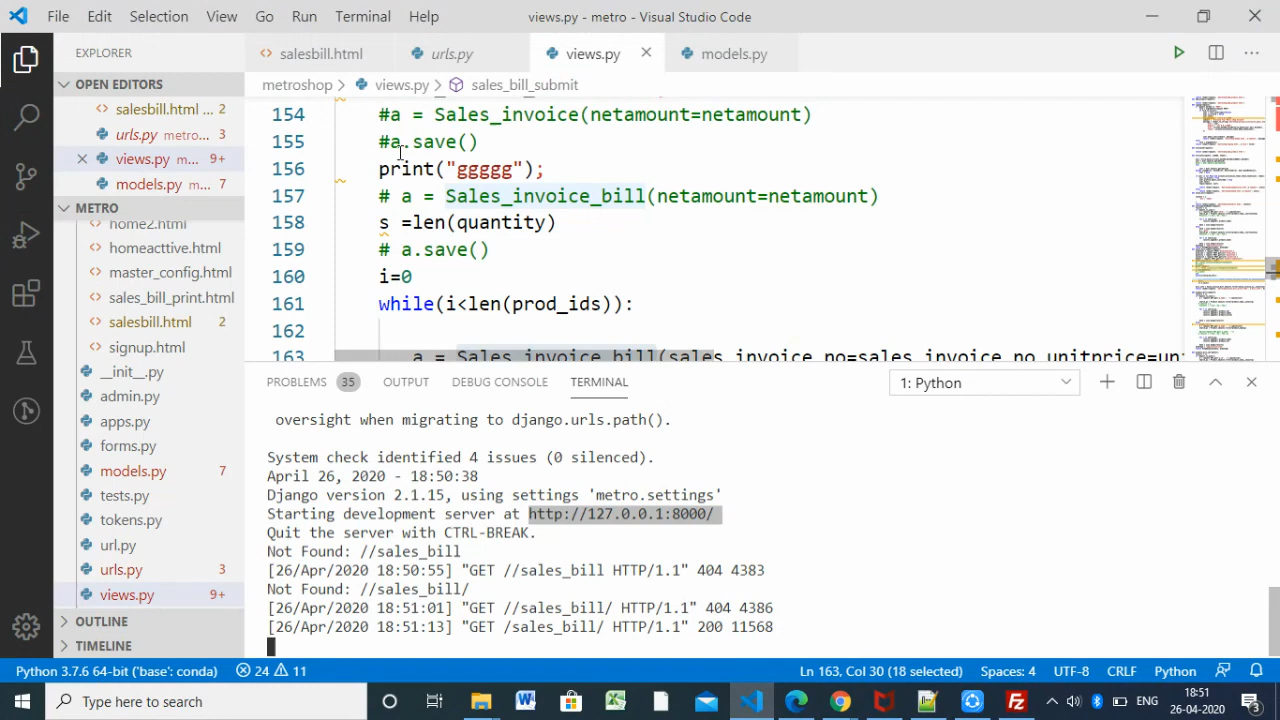 File Edit Selection View Go Run Terminal Help views.py - metro - Visual Studio Code
EXPLORER
salesbill.html urls.py views.py models.py
OPEN EDITORS
metroshop > views.py > sales_bill_submit
salesbill.html ... 2
urls.py metro... 3
views.py m... 9+
models.py ... 7
METRO
home2.html
homeacttive.html
master_config.html
sales_bill_print.html
salesbill.html 2
signup.html
__init__.py
admin.py
apps.py
forms.py
models.py 7
tests.py
tokens.py
url.py
urls.py 3
views.py 9+
OUTLINE
TIMELINE
154 #a = Sales_invoice(netamount=netamount)
155 #a.save()
156 print("ggggg"),
157 # a = Sales_invoice_bill(netamount=netamount)
158 s =len(quantity)
159 # a.save()
160 i=0
161 while(i<len(prod_ids)):
162
163 a = Sales_invoice_bill(sales_invoice_no=sales_invoice_no,unitprice=up
PROBLEMS 35 OUTPUT DEBUG CONSOLE TERMINAL 1: Python
oversight when migrating to django.urls.path().
System check identified 4 issues (0 silenced).
April 26, 2020 - 18:50:38
Django version 2.1.15, using settings 'metro.settings'
Starting development server at http://127.0.0.1:8000/
Quit the server with CTRL-BREAK.
Not Found: //sales_bill
[26/Apr/2020 18:50:55] "GET //sales_bill HTTP/1.1" 404 4383
Not Found: //sales_bill/
[26/Apr/2020 18:51:01] "GET //sales_bill/ HTTP/1.1" 404 4386
[26/Apr/2020 18:51:13] "GET /sales_bill/ HTTP/1.1" 200 11568
Python 3.7.6 64-bit ('base': conda) 24 11 Ln 163, Col 30 (18 selected) Spaces: 4 UTF-8 CRLF Python
Type here to search ENG 18:51
26-04-2020 3